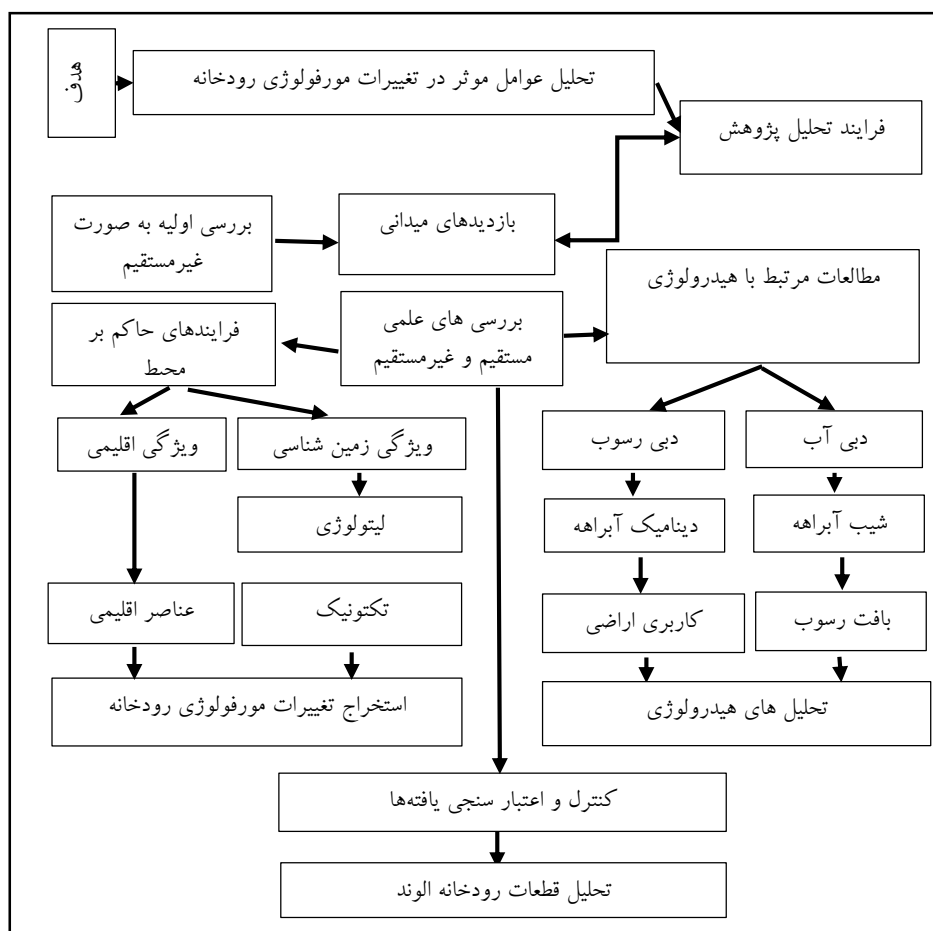 هدف
تحلیل عوامل موثر در تغییرات مورفولوژی رودخانه
فرایند تحلیل پژوهش
بررسی اولیه به صورت
غیرمستقیم
بازدیدهای میدانی
مطالعات مرتبط با هیدرولوژی
فرایندهای حاکم بر
محیط
بررسی های علمی
مستقیم و غیرمستقیم
ویژگی اقلیمی
ویژگی زمین شناسی
دبی رسوب
دبی آب
لیتولوژی
دینامیک آبراهه
شیب آبراهه
عناصر اقلیمی
تکتونیک
کاربری اراضی
بافت رسوب
استخراج تغییرات مورفولوژی رودخانه
تحلیل های هیدرولوژی
کنترل و اعتبار سنجی یافته‌ها
تحلیل قطعات رودخانه الوند